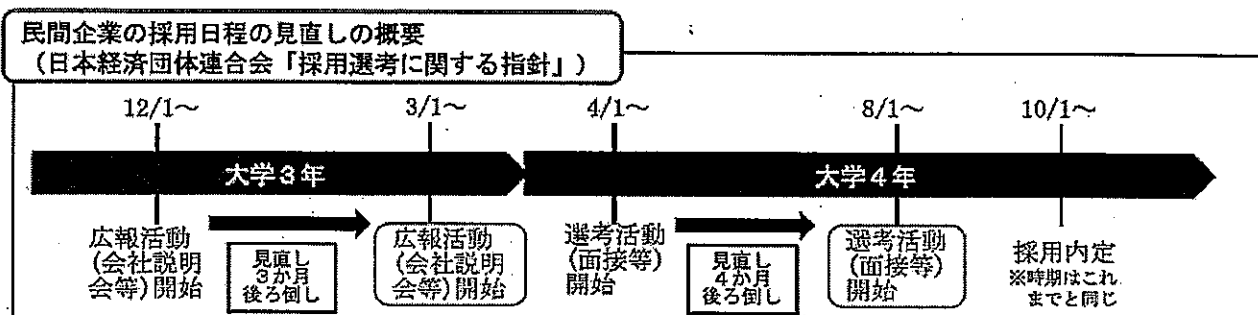 民間企業の採用日程の見直しの概要
(日本経済団体連合会「採用選考に関する指針」)
12/1〜
3/1〜
4/1〜
8/1〜
10/1〜
大学3年
大学4年
広報活動
(会社説明
会等)開始
見直し
3か月
後ろ倒し
広報活動
(会社説明
会等)開始
選考活動
(面接等)
開始
見直し
4か月
後ろ倒し
選考活動
(面接等)
開始
採用内定
※時期はこれ
までと同じ